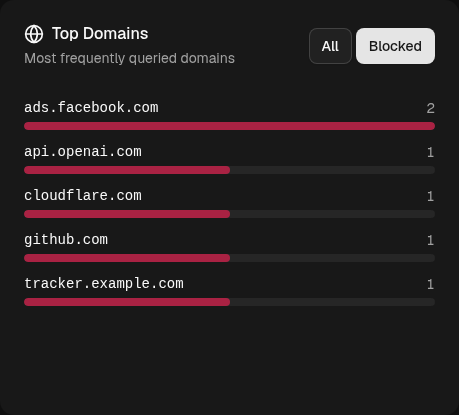 Top Domains
Most frequently queried domains
All
Blocked
ads.facebook.com 2
api.openai.com 1
cloudflare.com 1
github.com 1
tracker.example.com 1